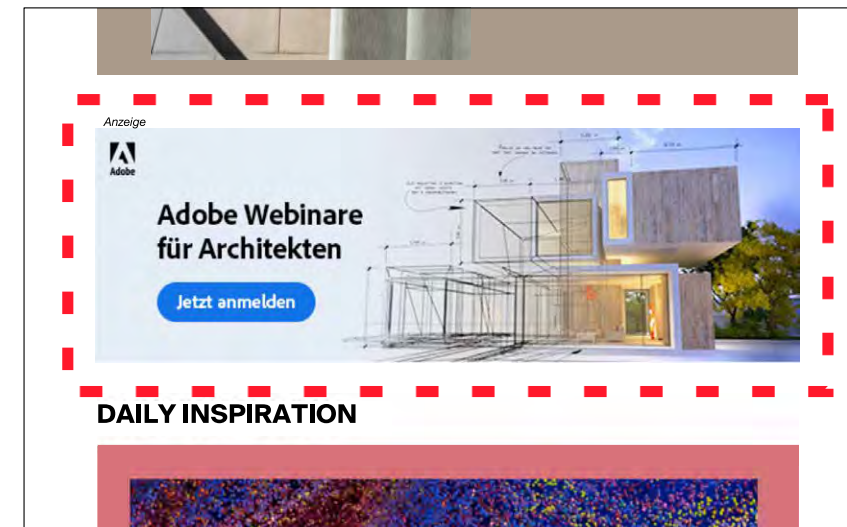 Anzeige
Adobe
Adobe Webinare
für Architekten
Jetzt anmelden
DAILY INSPIRATION